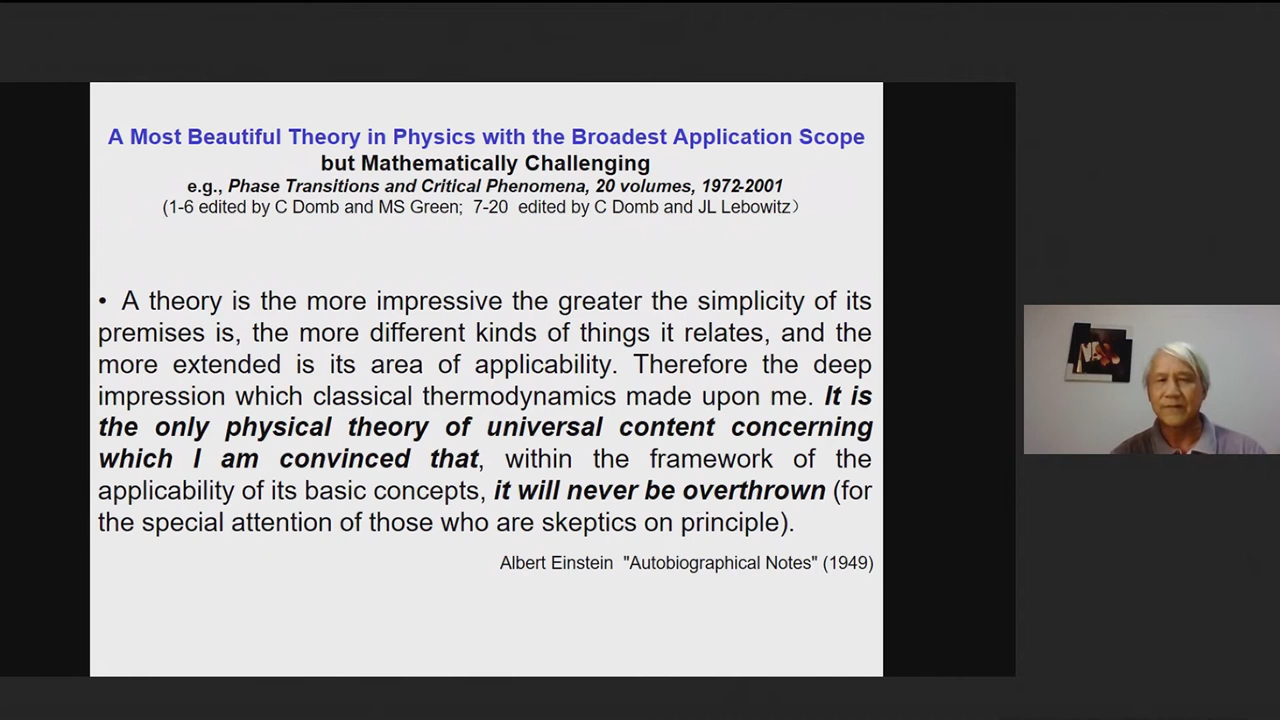 A Most Beautiful Theory in Physics with the Broadest Application Scope
but Mathematically Challenging
e.g., Phase Transitions and Critical Phenomena, 20 volumes, 1972-2001
(1-6 edited by C Domb and MS Green; 7-20 edited by C Domb and JL Lebowitz）
• A theory is the more impressive the greater the simplicity of its
premises is, the more different kinds of things it relates, and the
more extended is its area of applicability. Therefore the deep
impression which classical thermodynamics made upon me. It is
the only physical theory of universal content concerning
which I am convinced that, within the framework of the
applicability of its basic concepts, it will never be overthrown (for
the special attention of those who are skeptics on principle).
Albert Einstein "Autobiographical Notes" (1949)